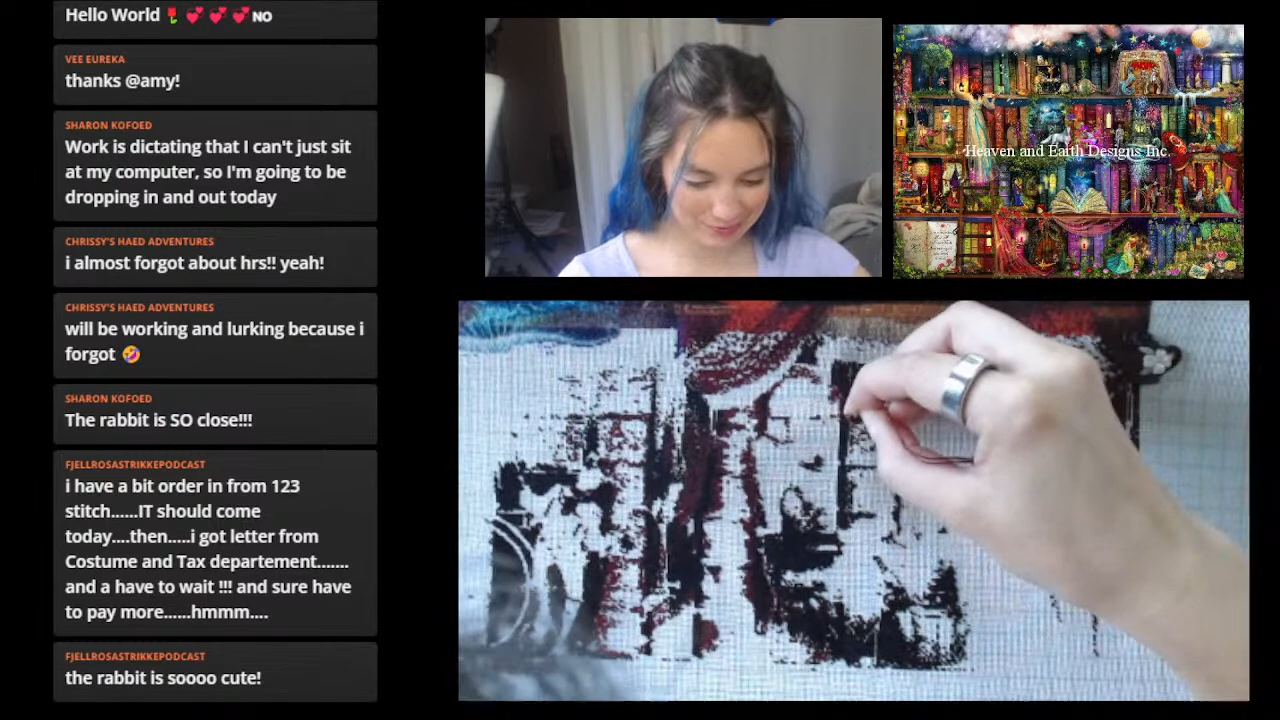 Hello World 🌷 💞 💞 💞 NO
VEE EUREKA
thanks @amy!
SHARON KOFOED
Work is dictating that I can't just sit
at my computer, so I'm going to be
dropping in and out today
CHRISSY'S HAED ADVENTURES
i almost forgot about hrs!! yeah!
CHRISSY'S HAED ADVENTURES
will be working and lurking because i
forgot 🤣
SHARON KOFOED
The rabbit is SO close!!!
FJELLROSASTRIKKEPODCAST
i have a bit order in from 123
stitch......IT should come
today....then.....i got letter from
Costume and Tax departement.......
and a have to wait !!! and sure have
to pay more......hmmm....
FJELLROSASTRIKKEPODCAST
the rabbit is soooo cute!
Heaven and Earth Designs Inc.